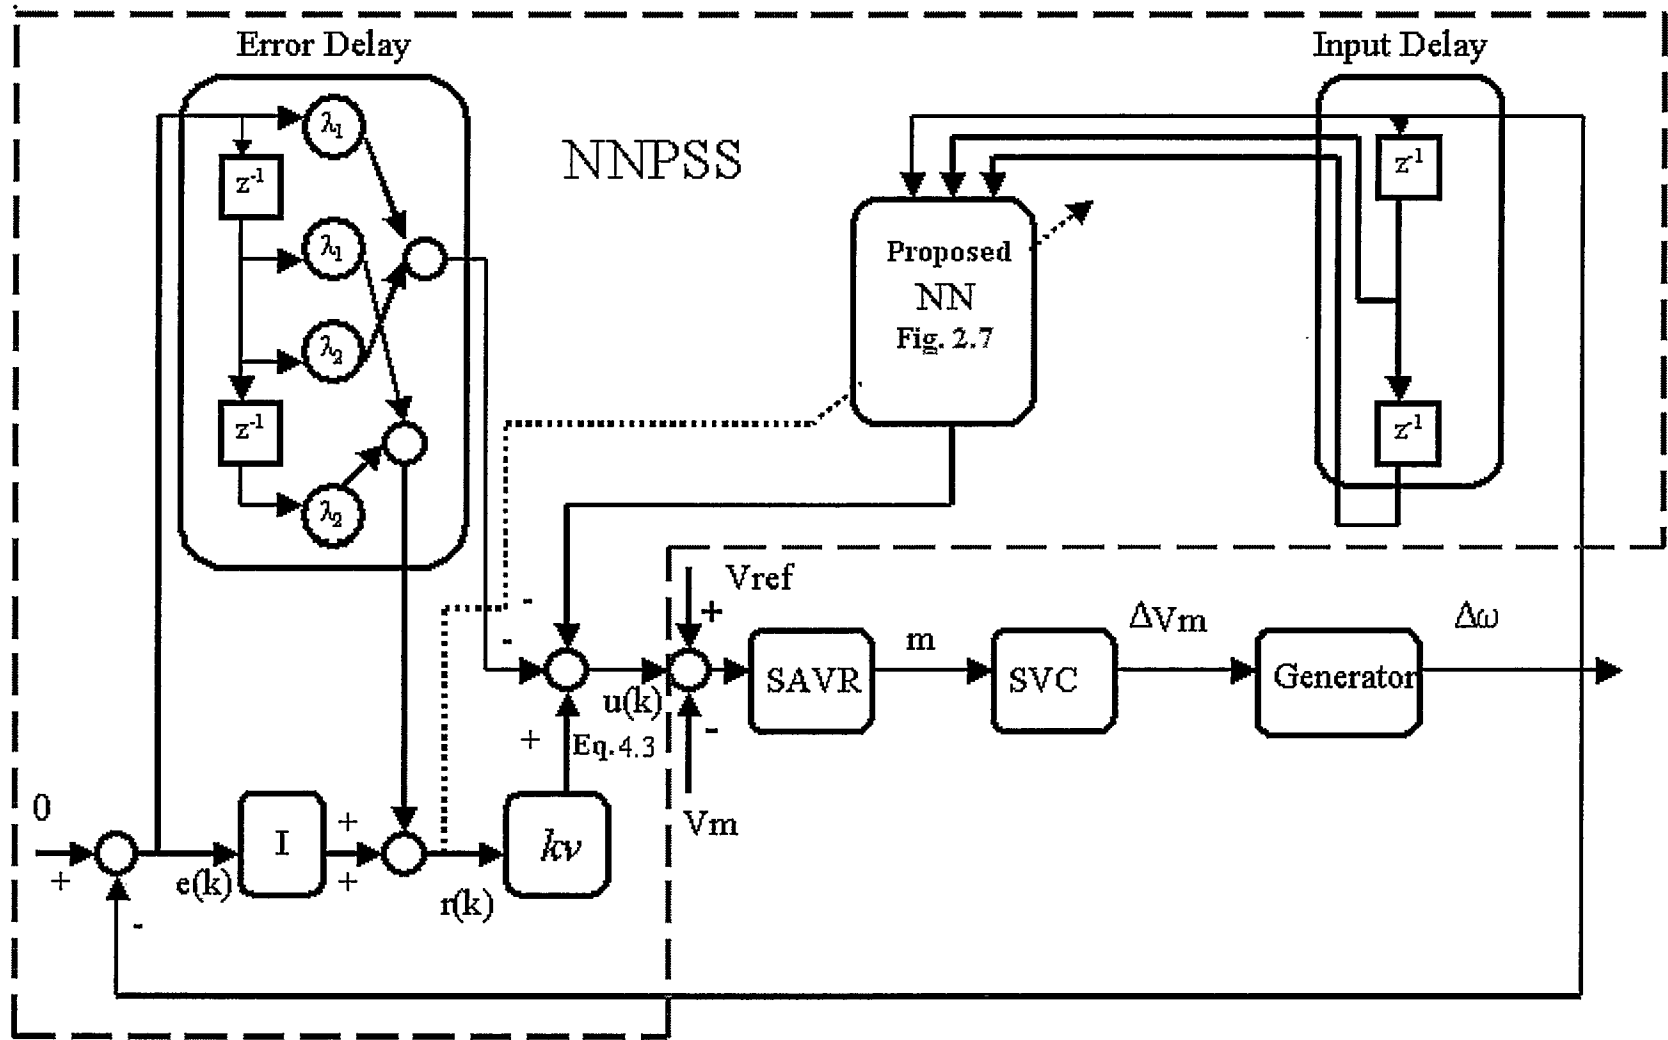 Error Delay
Input Delay
NNPSS
λ1
z-1
λ1
λ2
z-1
λ2
Proposed
NN
Fig. 2.7
z-1
z-1
Vref
+
-
-
SAVR
m
SVC
ΔVm
Generator
Δω
u(k)
+
Eq. 4.3
-
Vm
0
+
-
e(k)
I
+
+
r(k)
kv